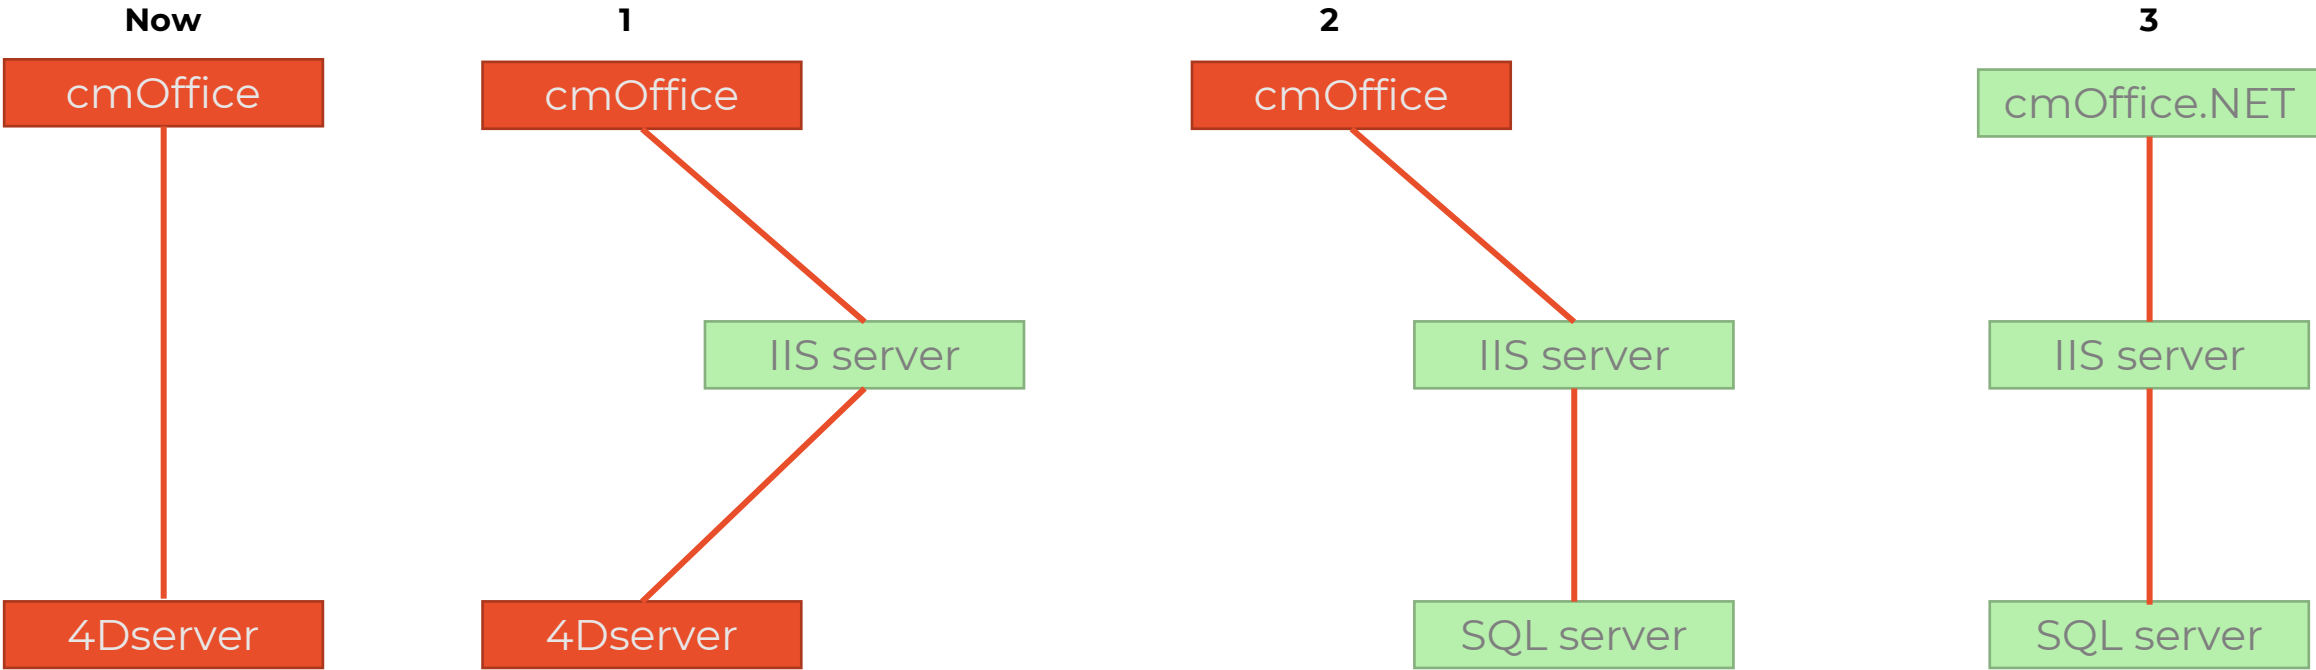 Now
1
2
3
cmOffice
cmOffice
cmOffice
cmOffice.NET
IIS server
IIS server
IIS server
4Dserver
4Dserver
SQL server
SQL server